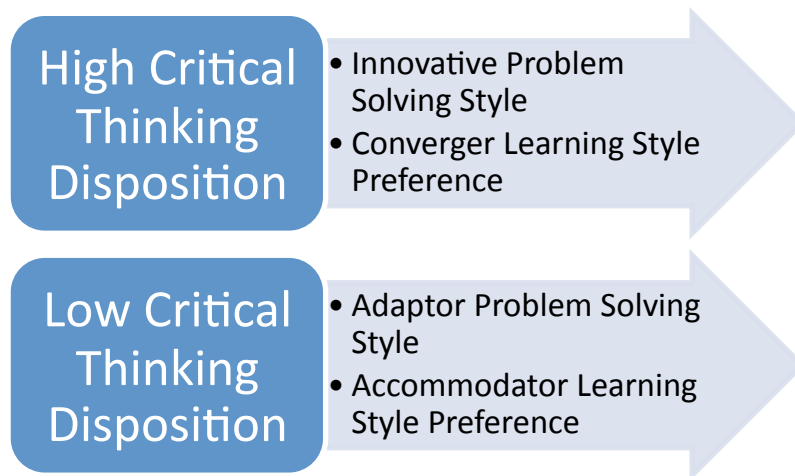 High Critical
Thinking
Disposition
• Innovative Problem
Solving Style
• Converger Learning Style
Preference
Low Critical
Thinking
Disposition
• Adaptor Problem Solving
Style
• Accommodator Learning
Style Preference